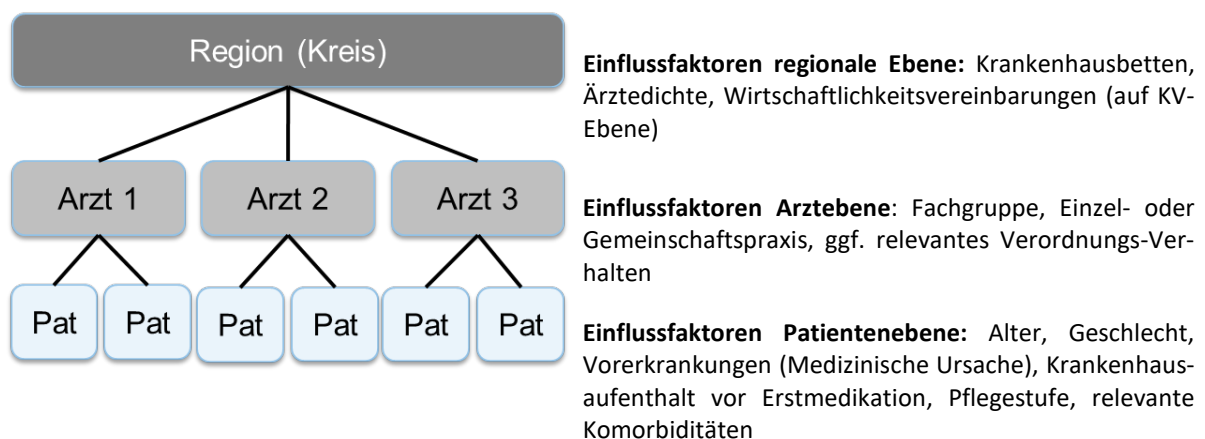 Region (Kreis)
Arzt 1
Arzt 2
Arzt 3
Pat
Pat
Pat
Pat
Pat
Pat
Einflussfaktoren regionale Ebene: Krankenhausbetten,
Ärztedichte, Wirtschaftlichkeitsvereinbarungen (auf KV-
Ebene)
Einflussfaktoren Arztebene: Fachgruppe, Einzel- oder
Gemeinschaftspraxis, ggf. relevantes Verordnungs-Ver-
halten
Einflussfaktoren Patientenebene: Alter, Geschlecht,
Vorerkrankungen (Medizinische Ursache), Krankenhaus-
aufenthalt vor Erstmedikation, Pflegestufe, relevante
Komorbiditäten